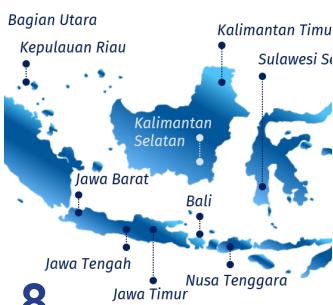 Bagian Utara
Kepulauan Riau
Kalimantan Timu
Sulawesi Se
Kalimantan
Selatan
Jawa Barat
Bali
Jawa Tengah
Nusa Tenggara
Jawa Timur
8